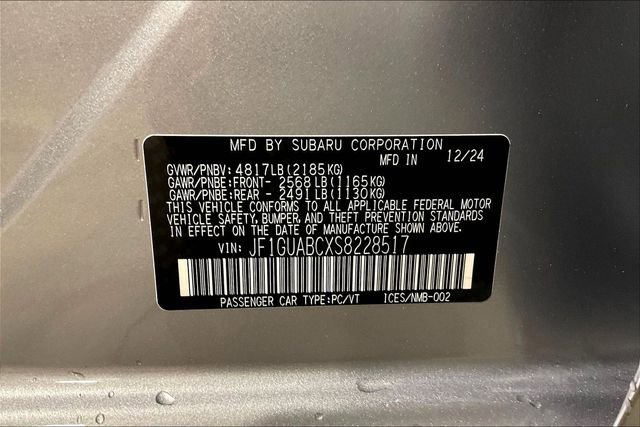 MFD BY SUBARU CORPORATION
MFD IN 12/24
GVWR/PNBV: 4817LB(2185KG)
GAWR/PNBE:FRONT- 2568LB(1165KG)
GAWR/PNBE:REAR - 2491LB(1130KG)
THIS VEHICLE CONFORMS TO ALL APPLICABLE FEDERAL MOTOR
VEHICLE SAFETY, BUMPER, AND THEFT PREVENTION STANDARDS
IN EFFECT ON THE DATE OF MANUFACTURE SHOWN ABOVE.
VIN: JF1GUABCXS8228517
PASSENGER CAR TYPE:PC/VT ICES/NMB-002